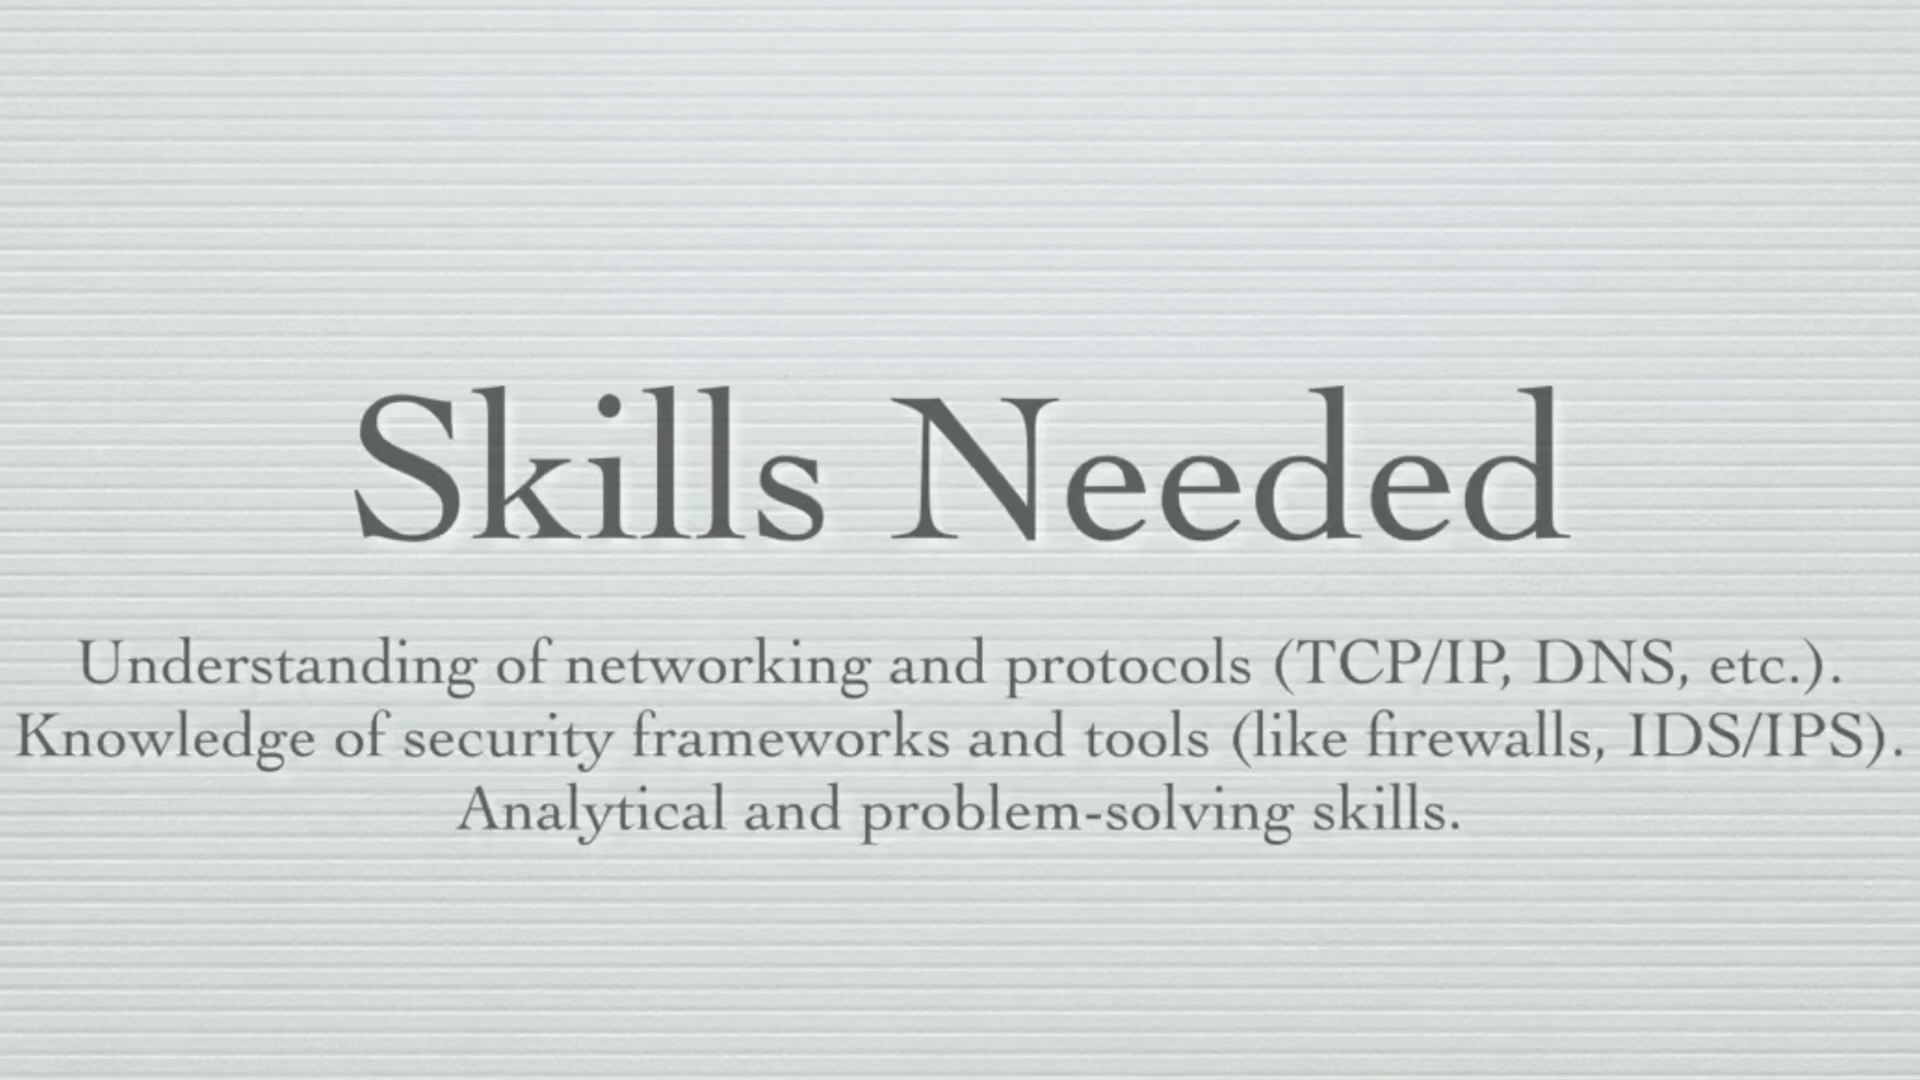 Skills Needed
Understanding of networking and protocols (TCP/IP, DNS, etc.).
Knowledge of security frameworks and tools (like firewalls, IDS/IPS).
Analytical and problem-solving skills.